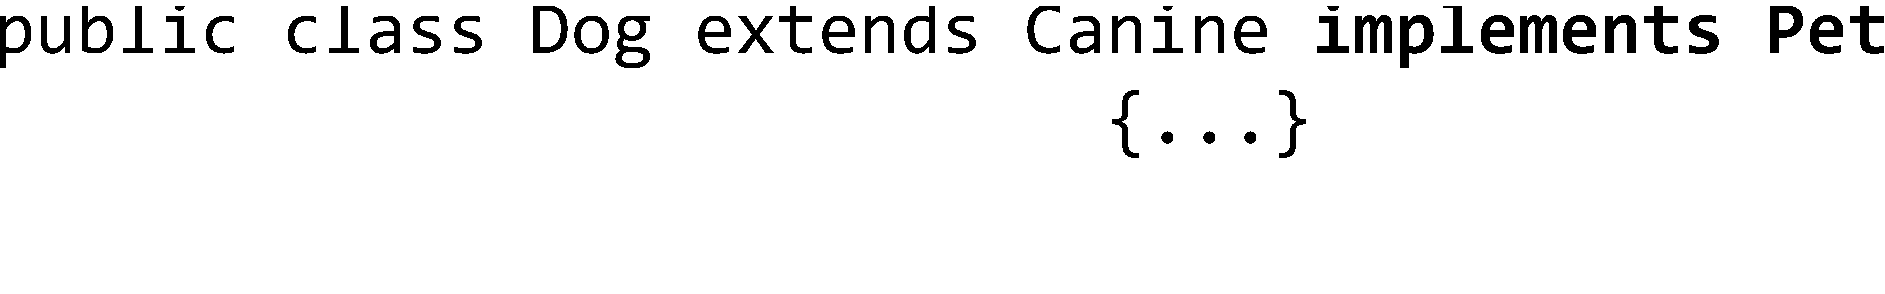 public class Dog extends Canine implements Pet
{...}